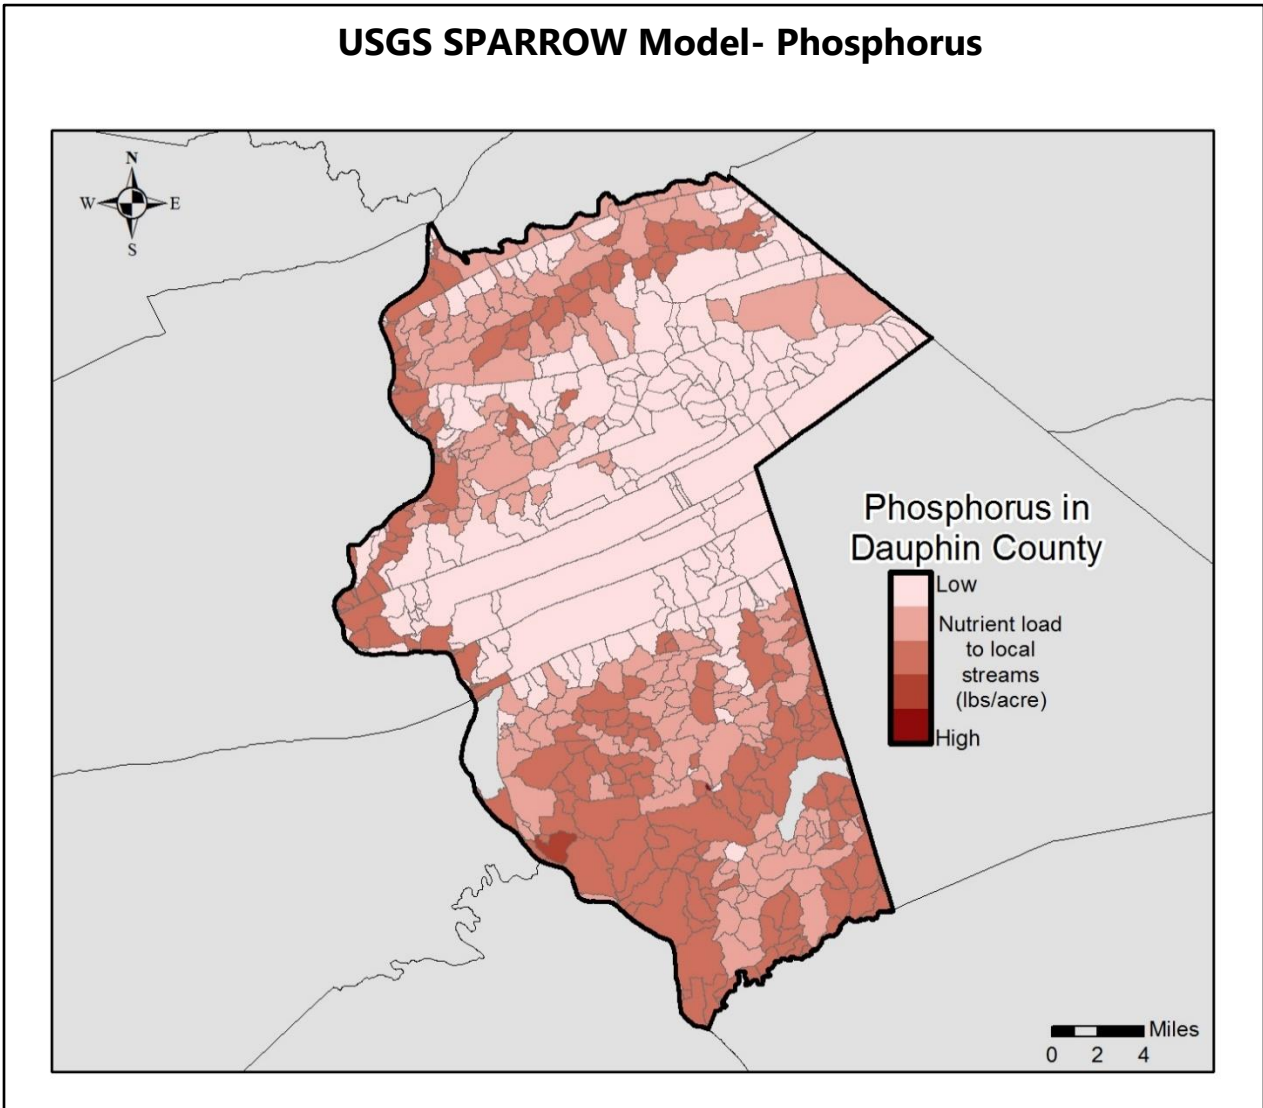 USGS SPARROW Model- Phosphorus
N
W E
S
Phosphorus in
Dauphin County
Low
Nutrient load
to local
streams
(lbs/acre)
High
Miles
0 2 4